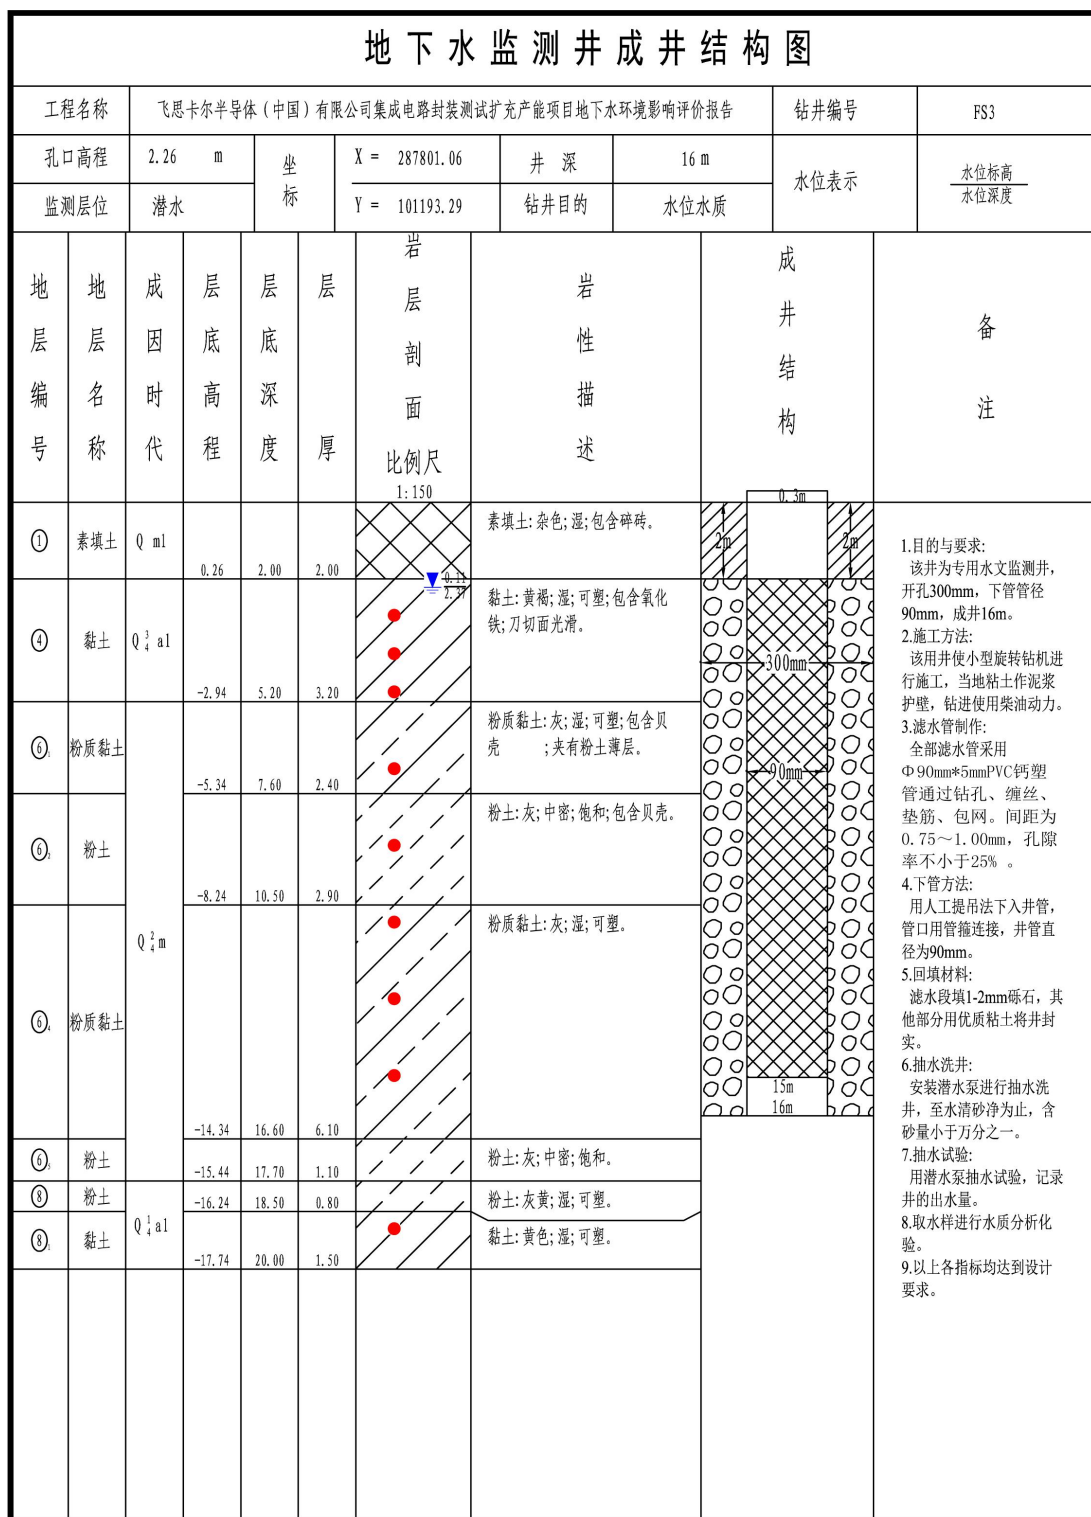 地下水监测井成井结构图
工程名称 飞思卡尔半导体(中国)有限公司集成电路封装测试扩充产能项目地下水环境影响评价报告 钻井编号 FS3
孔口高程 2.26 m 坐标 X = 287801.06 井 深 16 m 水位表示 水位标高
水位深度
监测层位 潜水 Y = 101193.29 钻井目的 水位水质
地层编号 地层名称 成因时代 层底高程 层底深度 层厚 岩层剖面 岩性描述 成井结构 备注
比例尺
1:150
① 素填土 Q ml 0.26 2.00 2.00 素填土:杂色;湿;包含碎砖。
0.11
2.37
④ 黏土 Q 3 4 al -2.94 5.20 3.20 黏土:黄褐;湿;可塑;包含氧化
铁;刀切面光滑。
⑥1 粉质黏土 -5.34 7.60 2.40 粉质黏土:灰;湿;可塑;包含贝
壳 ;夹有粉土薄层。
⑥2 粉土 -8.24 10.50 2.90 粉土:灰;中密;饱和;包含贝壳。
Q 2 4 m
⑥4 粉质黏土 -14.34 16.60 6.10 粉质黏土:灰;湿;可塑。
⑥5 粉土 -15.44 17.70 1.10 粉土:灰;中密;饱和。
⑧ 粉土 -16.24 18.50 0.80 粉土:灰黄;湿;可塑。
Q 1 4 al
⑧1 黏土 -17.74 20.00 1.50 黏土:黄色;湿;可塑。
0.3m
2m 2m
300mm
90mm
15m
16m
1.目的与要求:
该井为专用水文监测井,
开孔300mm，下管管径
90mm，成井16m。
2.施工方法:
该用井使小型旋转钻机进
行施工，当地粘土作泥浆
护壁，钻进使用柴油动力。
3.滤水管制作:
全部滤水管采用
Φ90mm*5mmPVC钙塑
管通过钻孔、缠丝、
垫筋、包网。间距为
0.75～1.00mm，孔隙
率不小于25% 。
4.下管方法:
用人工提吊法下入井管,
管口用管箍连接，井管直
径为90mm。
5.回填材料:
滤水段填1-2mm砾石，其
他部分用优质粘土将井封
实。
6.抽水洗井:
安装潜水泵进行抽水洗
井，至水清砂净为止，含
砂量小于万分之一。
7.抽水试验:
用潜水泵抽水试验，记录
井的出水量。
8.取水样进行水质分析化
验。
9.以上各指标均达到设计
要求。